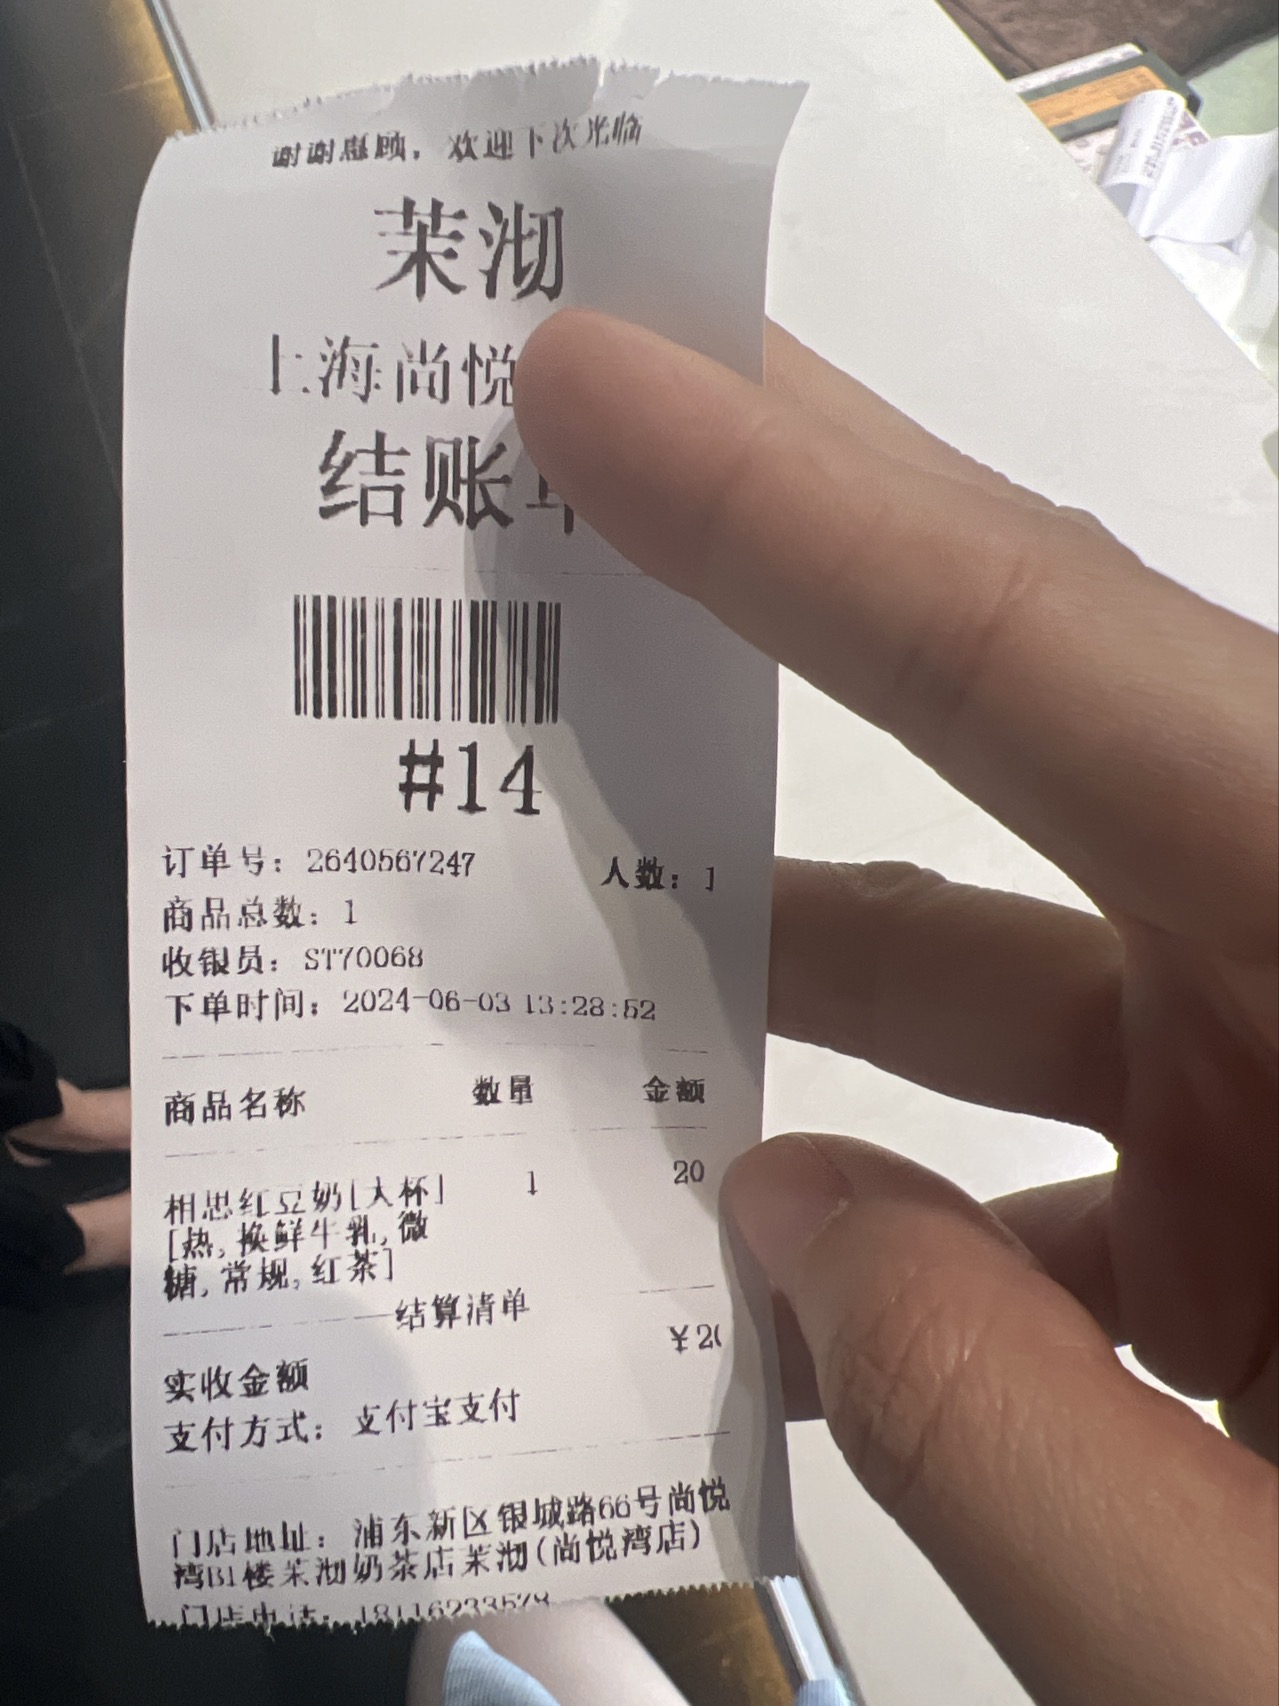 谢谢惠顾，欢迎下次光临
茉沏
上海尚悦
结账单
#14
订单号：2640567247 人数：1
商品总数：1
收银员：ST70068
下单时间：2024-06-03 13:28:52
商品名称 数量 金额
相思红豆奶[大杯] 1 20
[热,换鲜牛乳,微
糖,常规,红茶]
结算清单
¥20
实收金额
支付方式：支付宝支付
门店地址：浦东新区银城路66号尚悦
湾B1楼茉沏奶茶店茉沏(尚悦湾店)
门店电话：